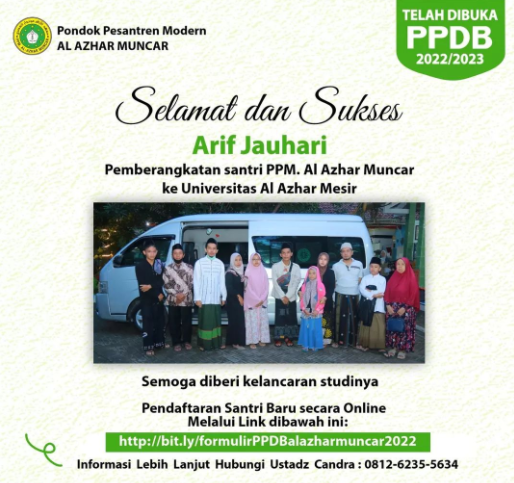 Pondok Pesantren Modern
AL AZHAR MUNCAR
TELAH DIBUKA
PPDB
2022/2023
Selamat dan Sukses
Arif Jauhari
Pemberangkatan santri PPM. Al Azhar Muncar
ke Universitas Al Azhar Mesir
Semoga diberi kelancaran studinya
Pendaftaran Santri Baru secara Online
Melalui Link dibawah ini:
http://bit.ly/formulirPPDBalazharmuncar2022
Informasi Lebih Lanjut Hubungi Ustadz Candra : 0812-6235-5634